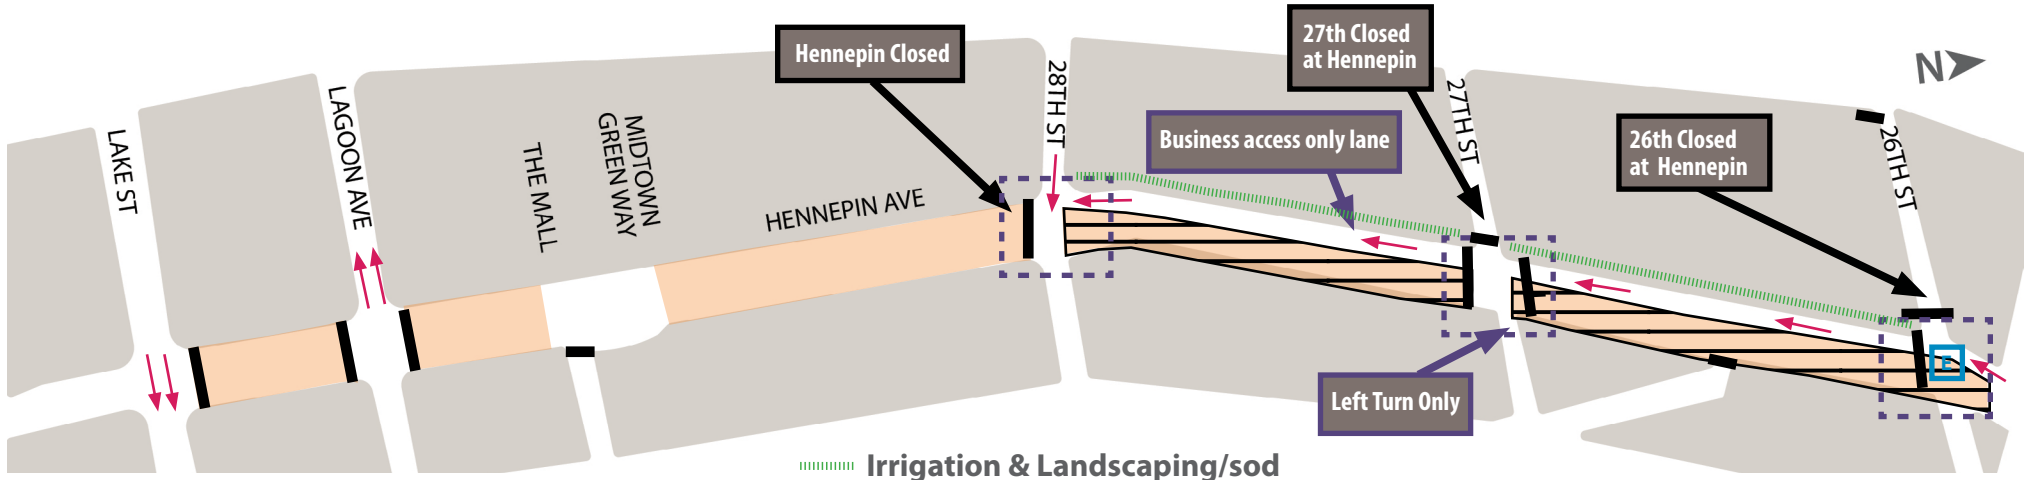 Hennepin Closed
27th Closed
at Hennepin
N
28TH ST
27TH ST
LAGOON AVE
MIDTOWN
GREEN WAY
Business access only lane
26th Closed
at Hennepin
26TH ST
LAKE ST
THE MALL
HENNEPIN AVE
E
Left Turn Only
Irrigation & Landscaping/sod